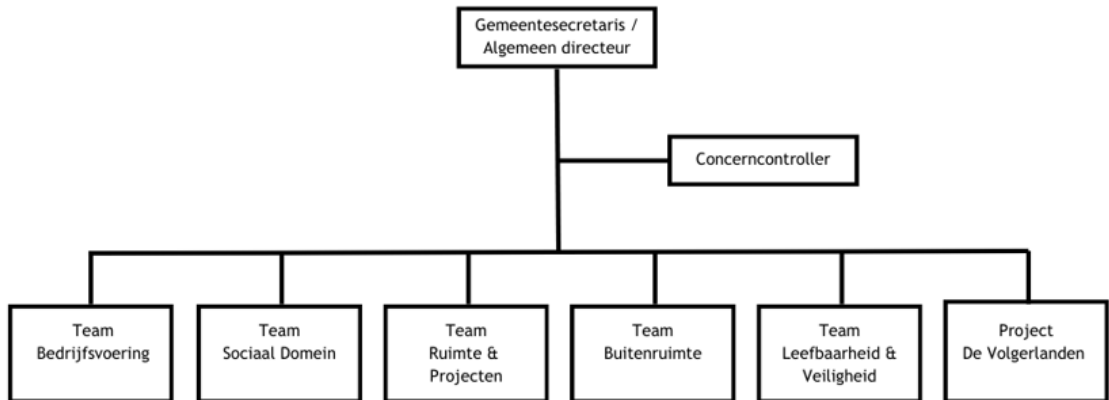 Gemeentesecretaris /
Algemeen directeur
Concerncontroller
Team
Bedrijfsvoering
Team
Sociaal Domein
Team
Ruimte &
Projecten
Team
Buitenruimte
Team
Leefbaarheid &
Veiligheid
Project
De Volgerlanden